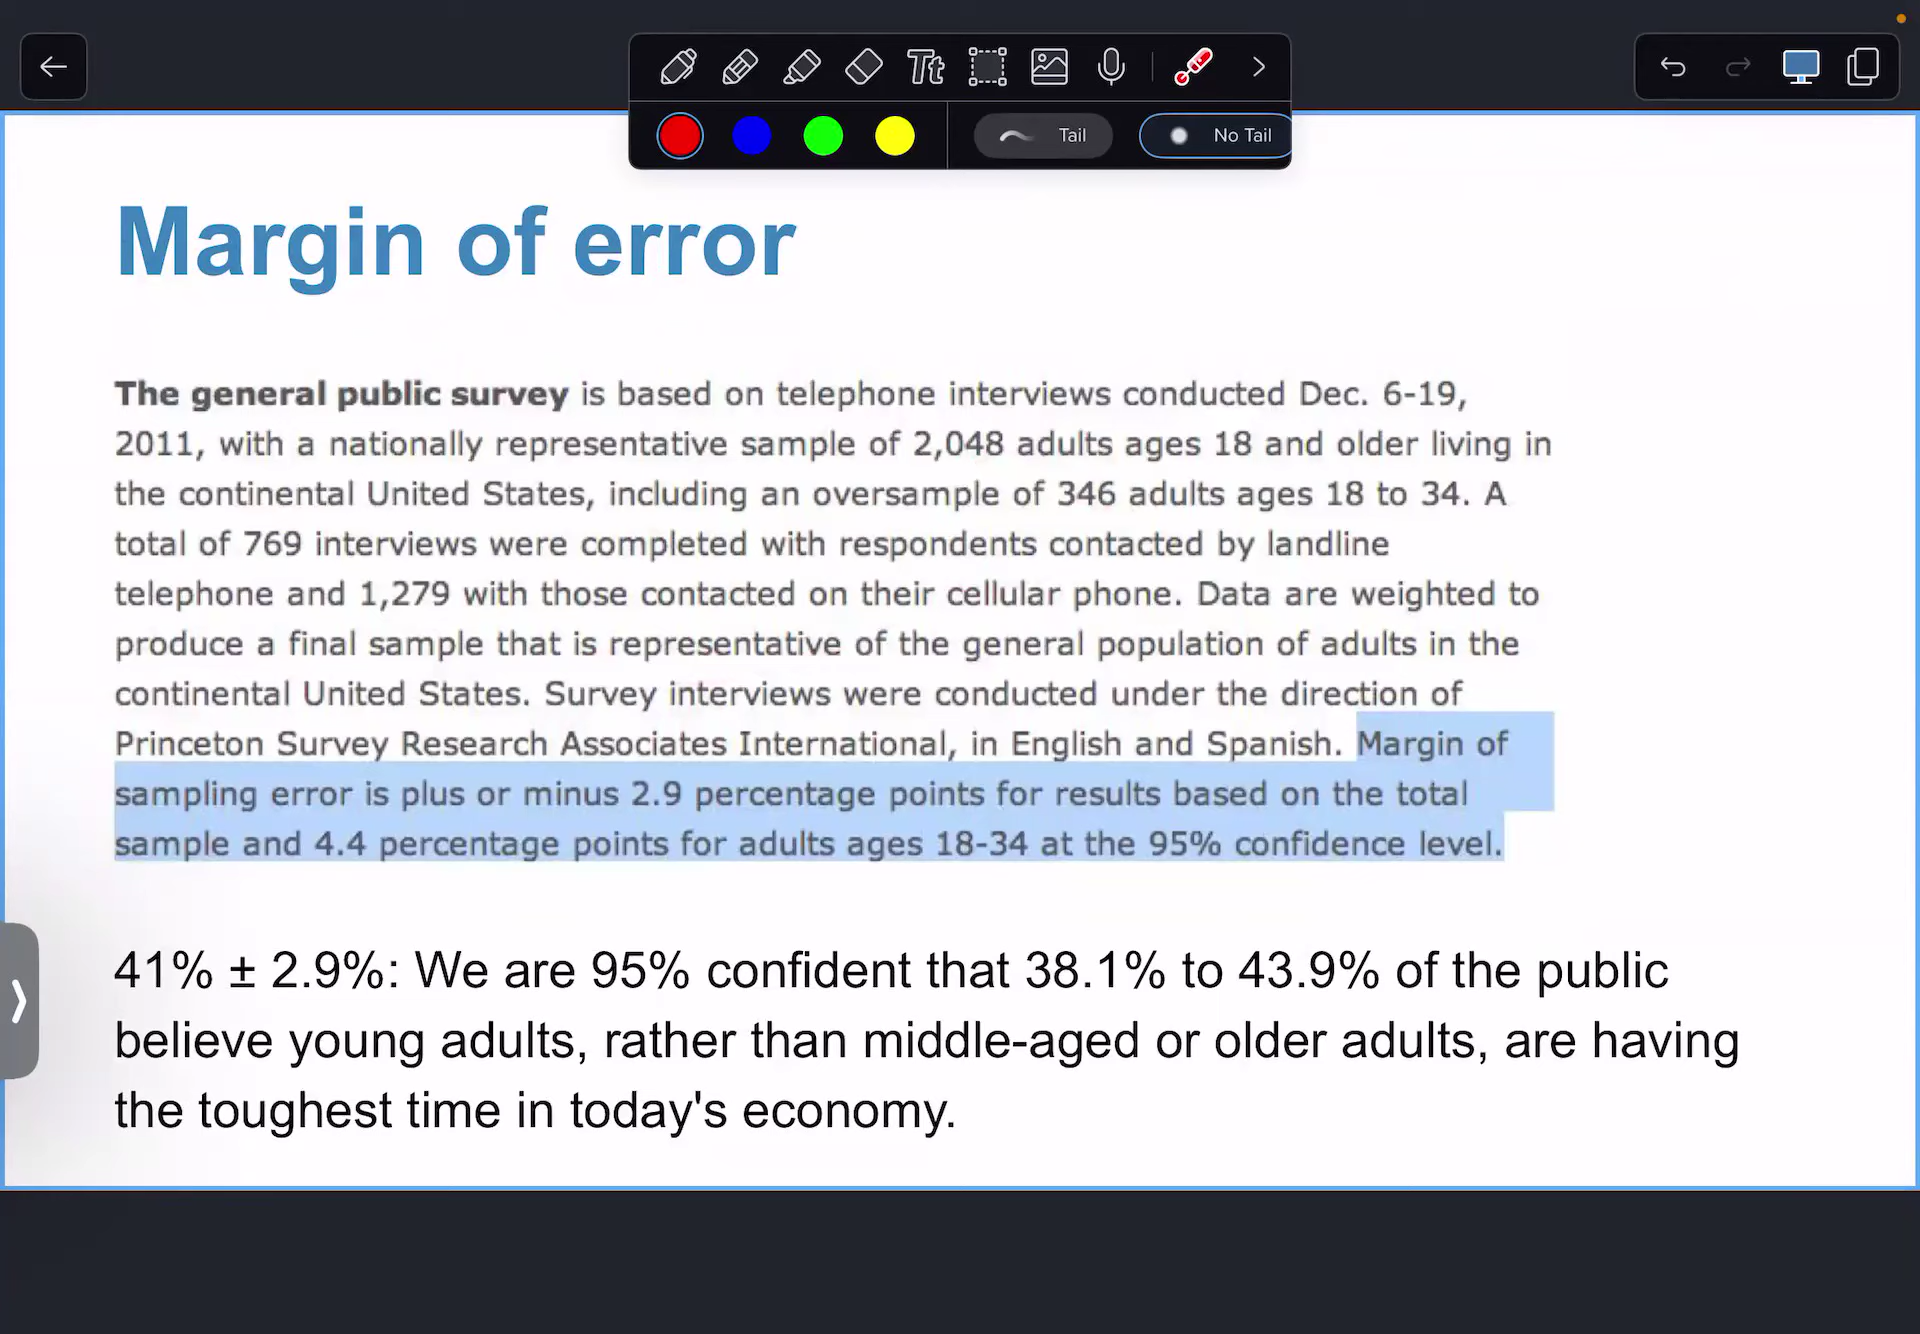 Tt
Tail
No Tail
Margin of error
The general public survey is based on telephone interviews conducted Dec. 6-19,
2011, with a nationally representative sample of 2,048 adults ages 18 and older living in
the continental United States, including an oversample of 346 adults ages 18 to 34. A
total of 769 interviews were completed with respondents contacted by landline
telephone and 1,279 with those contacted on their cellular phone. Data are weighted to
produce a final sample that is representative of the general population of adults in the
continental United States. Survey interviews were conducted under the direction of
Princeton Survey Research Associates International, in English and Spanish. Margin of
sampling error is plus or minus 2.9 percentage points for results based on the total
sample and 4.4 percentage points for adults ages 18-34 at the 95% confidence level.
41% ± 2.9%: We are 95% confident that 38.1% to 43.9% of the public
believe young adults, rather than middle-aged or older adults, are having
the toughest time in today's economy.